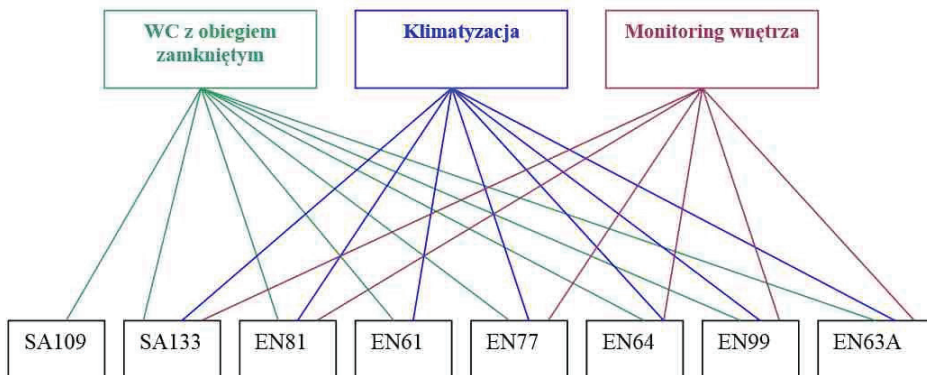 WC z obiegiem
zamkniętym
Klimatyzacja
Monitoring wnętrza
SA109
SA133
EN81
EN61
EN77
EN64
EN99
EN63A